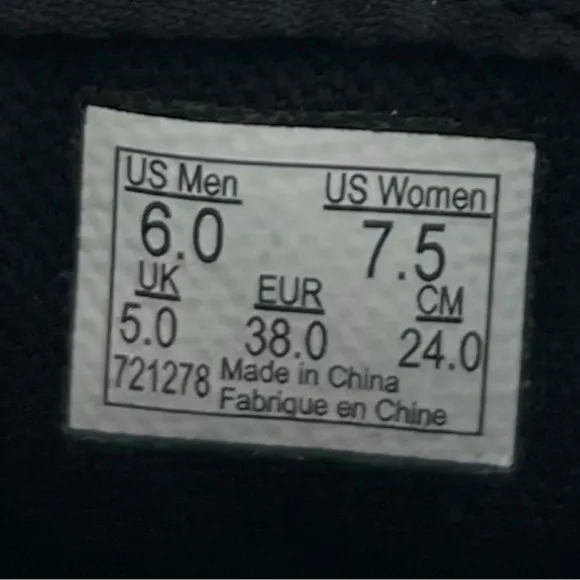 US Men US Women
6.0 7.5
UK EUR CM
5.0 38.0 24.0
721278 Made in China
Fabrique en Chine